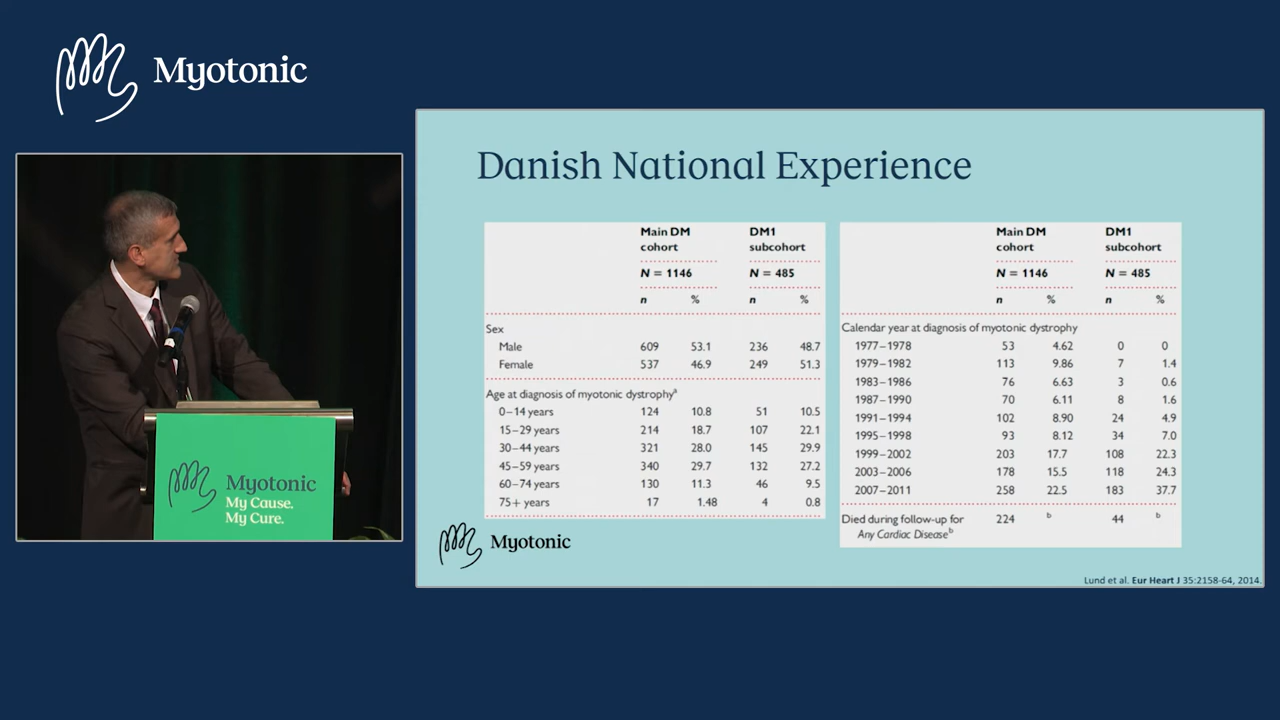 Myotonic
Danish National Experience
Main DM cohort DM1 subcohort
N = 1146 N = 485
n % n %
Sex
Male 609 53.1 236 48.7
Female 537 46.9 249 51.3
Age at diagnosis of myotonic dystrophyᵃ
0–14 years 124 10.8 51 10.5
15–29 years 214 18.7 107 22.1
30–44 years 321 28.0 145 29.9
45–59 years 340 29.7 132 27.2
60–74 years 130 11.3 46 9.5
75+ years 17 1.48 4 0.8
Main DM cohort DM1 subcohort
N = 1146 N = 485
n % n %
Calendar year at diagnosis of myotonic dystrophy
1977–1978 53 4.62 0 0
1979–1982 113 9.86 7 1.4
1983–1986 76 6.63 3 0.6
1987–1990 70 6.11 8 1.6
1991–1994 102 8.90 24 4.9
1995–1998 93 8.12 34 7.0
1999–2002 203 17.7 108 22.3
2003–2006 178 15.5 118 24.3
2007–2011 258 22.5 183 37.7
Died during follow-up for 224 ᵇ 44 ᵇ
Any Cardiac Diseaseᵇ
Myotonic
Lund et al. Eur Heart J 35:2158-64, 2014.
Myotonic
My Cause.
My Cure.